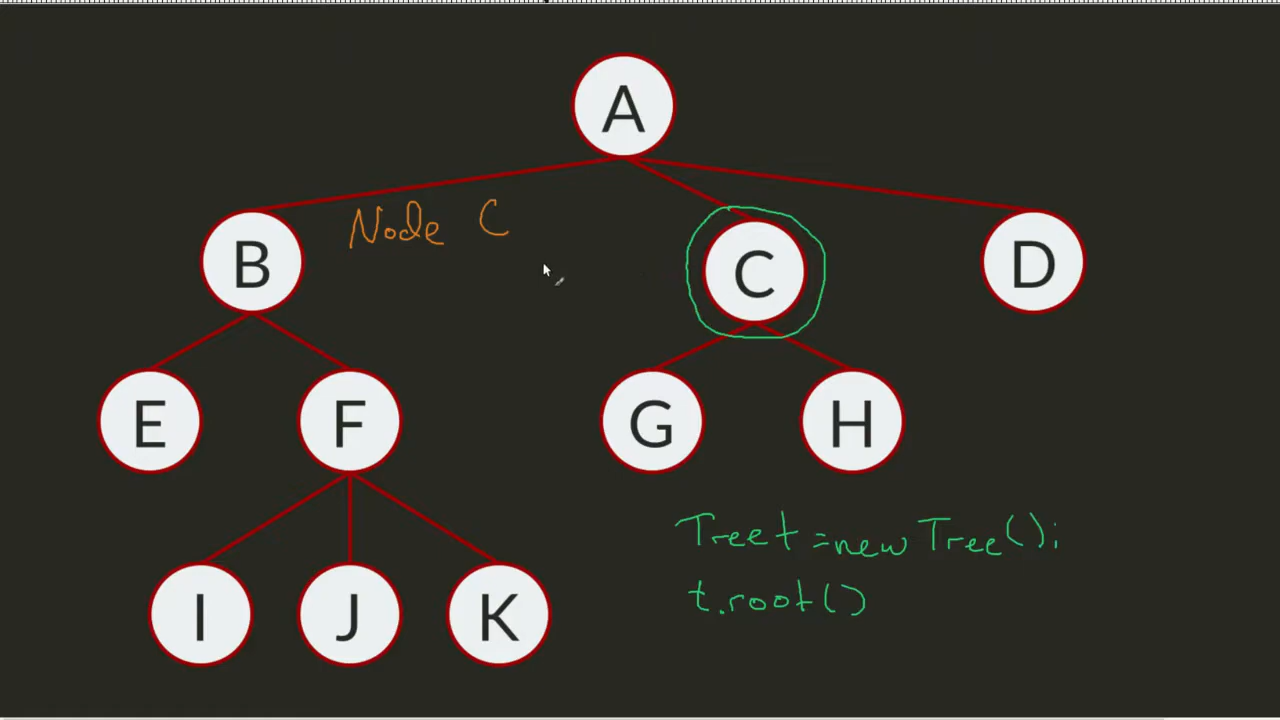 A
Node C
B
C
D
E
F
G
H
Tree t = new Tree();
t.root()
I
J
K